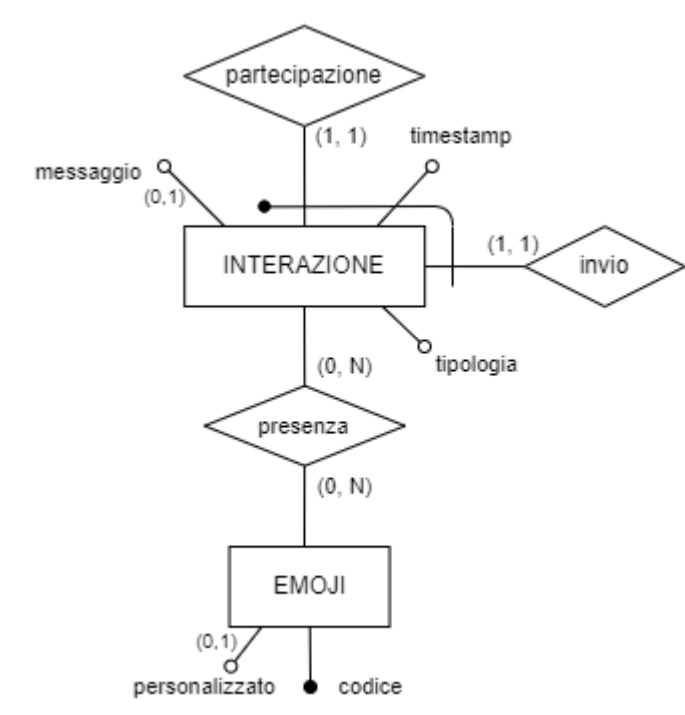 partecipazione
(1, 1)
timestamp
messaggio
(0,1)
INTERAZIONE
(1, 1)
invio
(0, N)
tipologia
presenza
(0, N)
EMOJI
(0,1)
personalizzato
codice